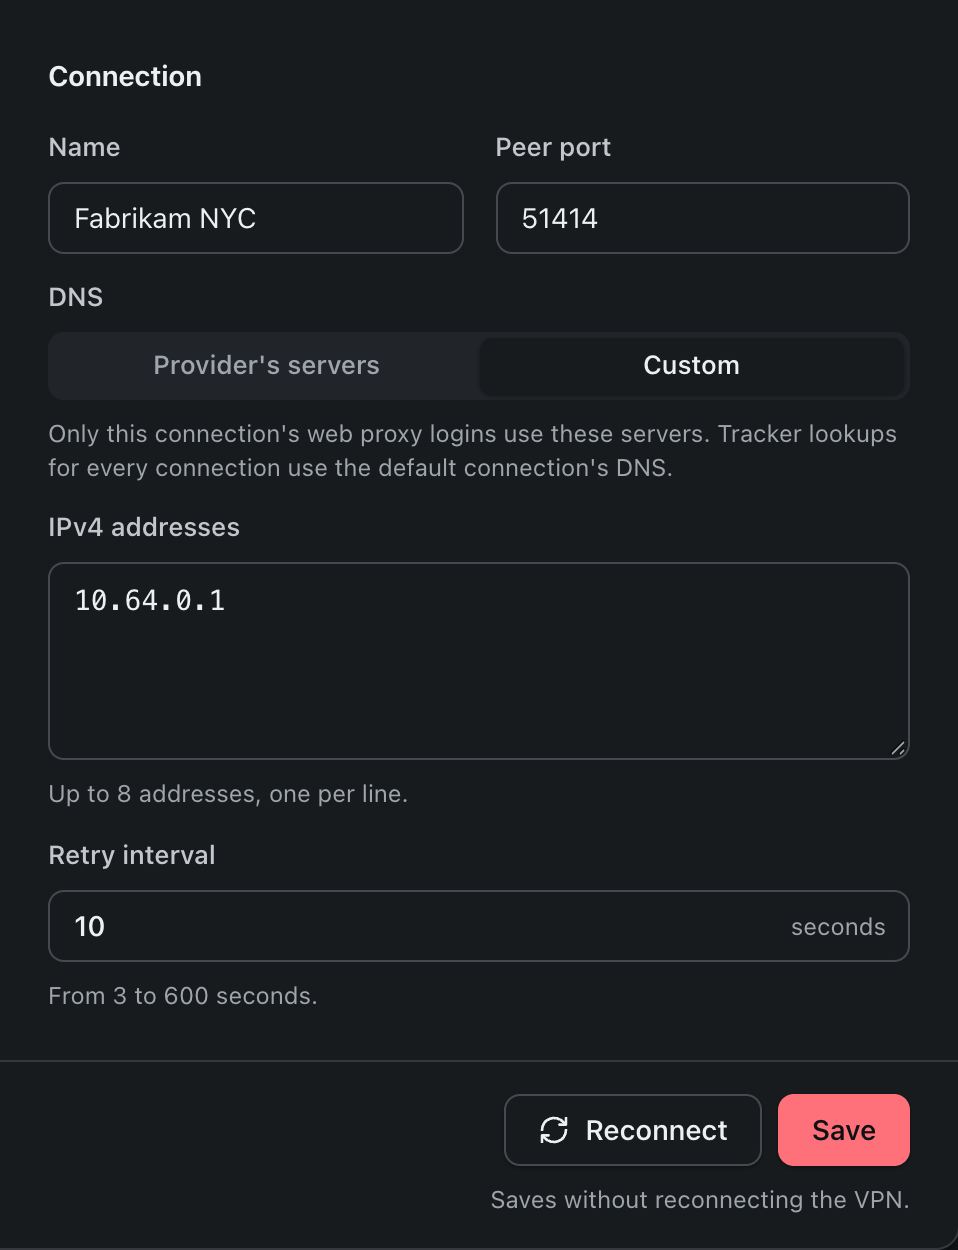 Connection
Name
Peer port
Fabrikam NYC
51414
DNS
Provider's servers
Custom
Only this connection's web proxy logins use these servers. Tracker lookups
for every connection use the default connection's DNS.
IPv4 addresses
10.64.0.1
Up to 8 addresses, one per line.
Retry interval
10
seconds
From 3 to 600 seconds.
Reconnect
Save
Saves without reconnecting the VPN.